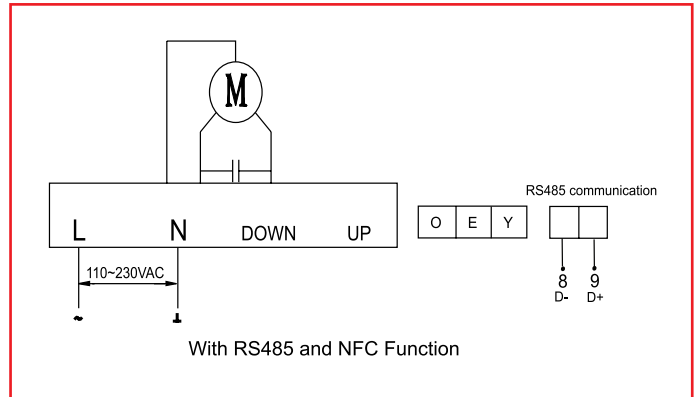 M
RS485 communication
L N DOWN UP
O E Y
110~230VAC
8 9
D- D+
~
With RS485 and NFC Function